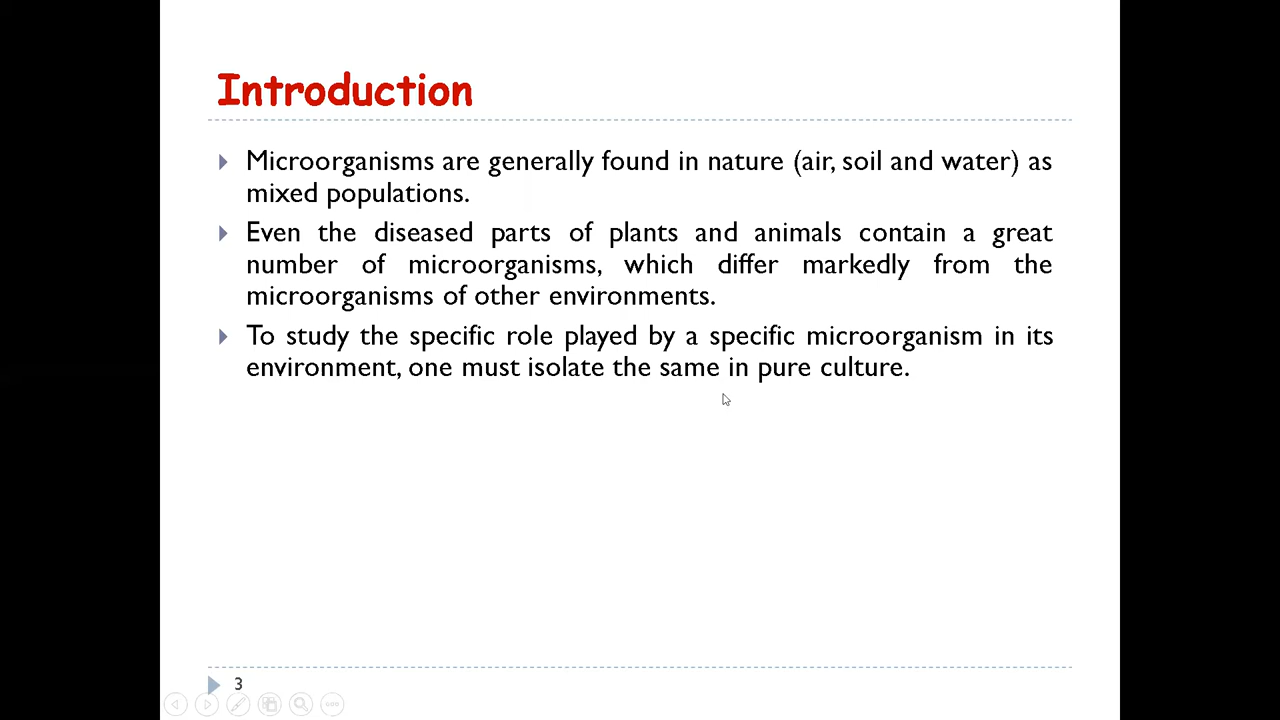 Introduction
Microorganisms are generally found in nature (air, soil and water) as
mixed populations.
Even the diseased parts of plants and animals contain a great
number of microorganisms, which differ markedly from the
microorganisms of other environments.
To study the specific role played by a specific microorganism in its
environment, one must isolate the same in pure culture.
3